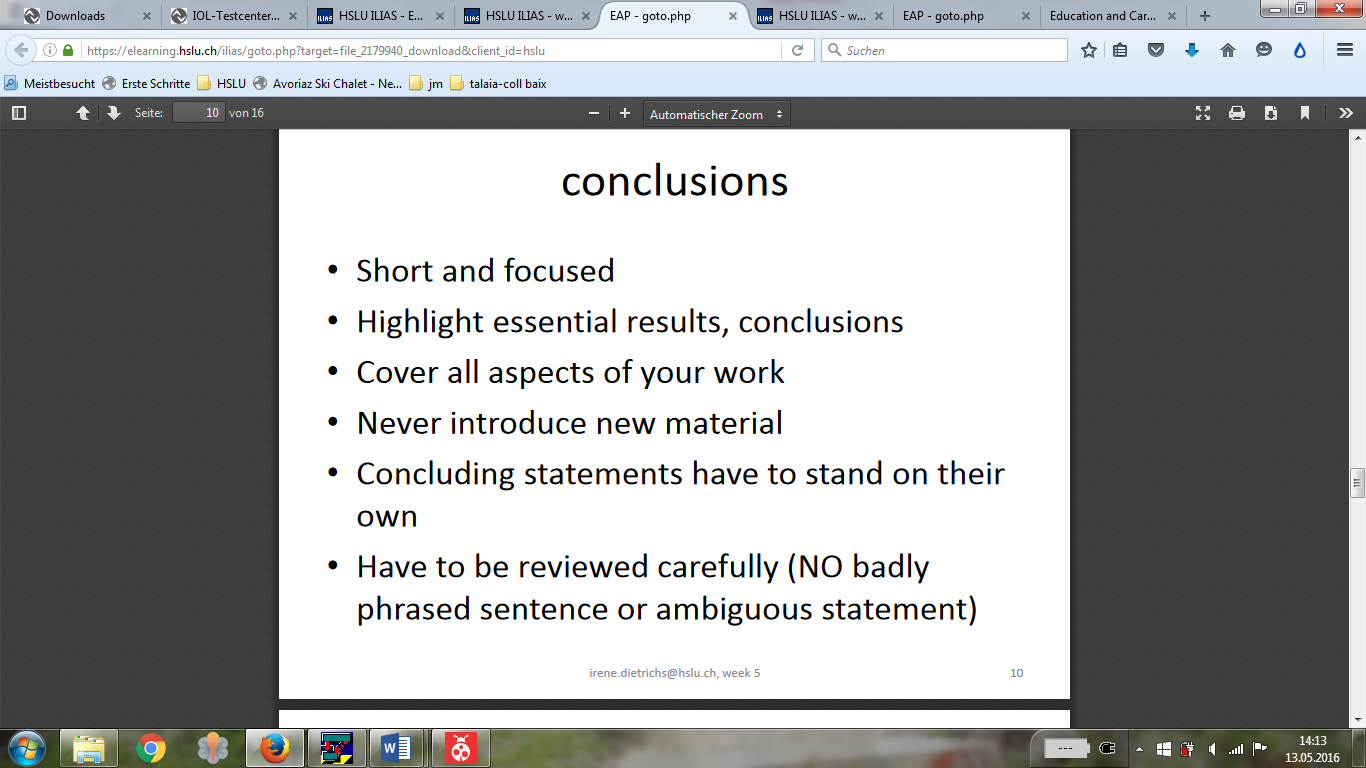 Downloads
IOL-Testcenter...
HSLU ILIAS - E...
HSLU ILIAS - w...
EAP - goto.php
HSLU ILIAS - w...
EAP - goto.php
Education and Car...
https://elearning.hslu.ch/ilias/goto.php?target=file_2179940_download&client_id=hslu
Suchen
Meistbesucht
Erste Schritte
HSLU
Avoriaz Ski Chalet - Ne...
jm
talaia-coll baix
Seite:
10
von 16
Automatischer Zoom
conclusions
• Short and focused
• Highlight essential results, conclusions
• Cover all aspects of your work
• Never introduce new material
• Concluding statements have to stand on their
own
• Have to be reviewed carefully (NO badly
phrased sentence or ambiguous statement)
irene.dietrichs@hslu.ch, week 5
10
---
14:13
13.05.2016